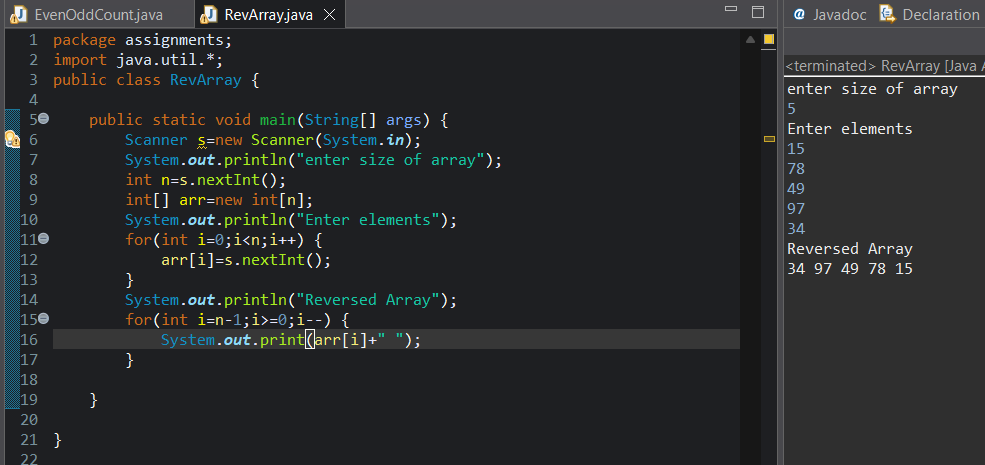 EvenOddCount.java
RevArray.java
1 package assignments;
2 import java.util.*;
3 public class RevArray {
4
5 public static void main(String[] args) {
6 Scanner s=new Scanner(System.in);
7 System.out.println("enter size of array");
8 int n=s.nextInt();
9 int[] arr=new int[n];
10 System.out.println("Enter elements");
11 for(int i=0;i<n;i++) {
12 arr[i]=s.nextInt();
13 }
14 System.out.println("Reversed Array");
15 for(int i=n-1;i>=0;i--) {
16 System.out.print(arr[i]+" ");
17 }
18
19 }
20
21 }
22
@ Javadoc
Declaration
<terminated> RevArray [Java A
enter size of array
5
Enter elements
15
78
49
97
34
Reversed Array
34 97 49 78 15